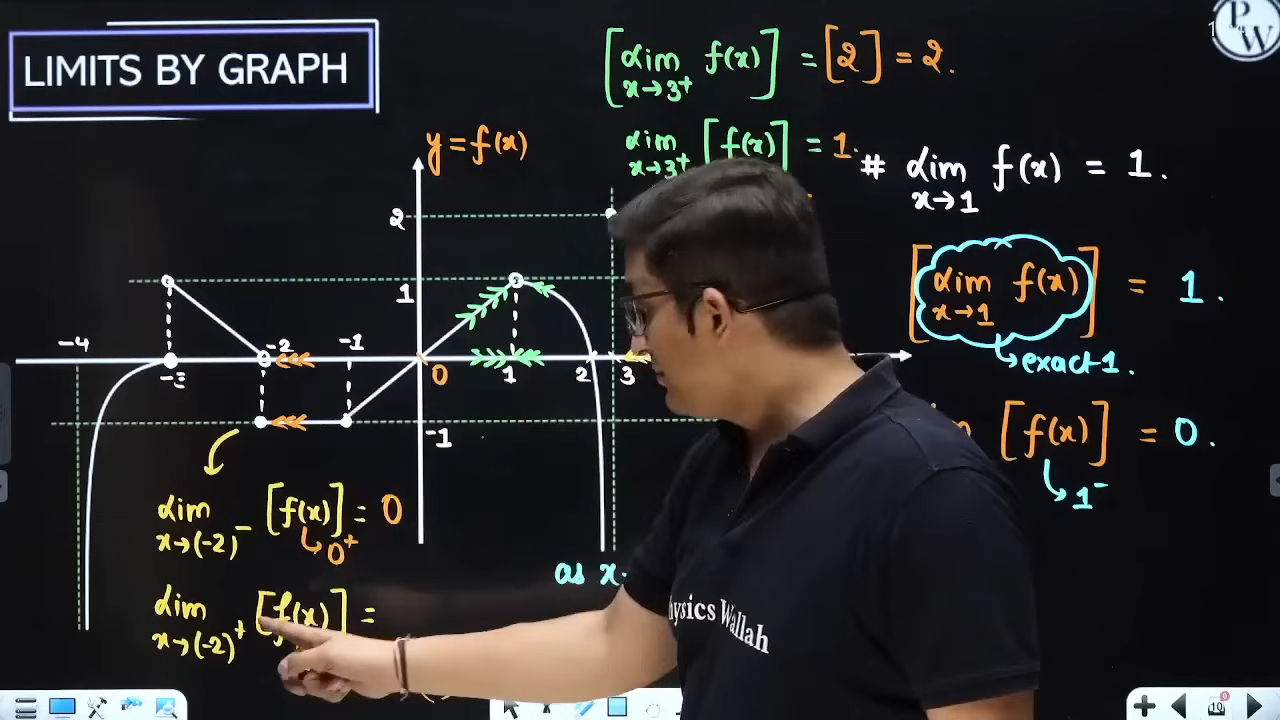 LIMITS BY GRAPH
PW
[lim x→3⁺ f(x)] = [2] = 2.
lim x→3⁺ [f(x)] = 1.
y = f(x)
# lim x→1 f(x) = 1.
2
[lim x→1 f(x)] = 1.
exact 1.
1
-4
-3
-2
-1
0
1
2
3
-1
[f(x)] = 0.
1⁻
lim x→(-2)⁻ [f(x)] = 0
0⁺
lim x→(-2)⁺ [f(x)] =
as x
Wallah
10